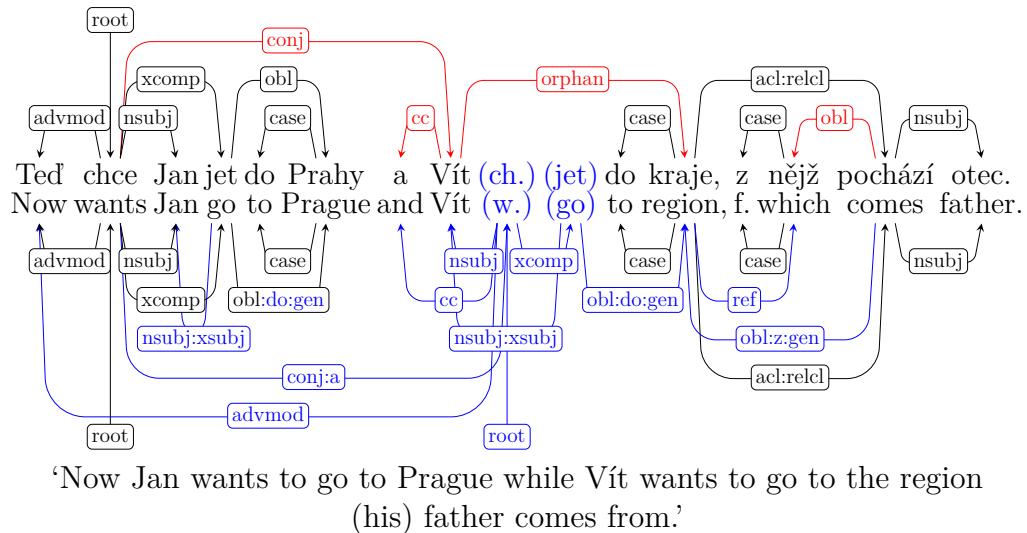 root
conj
xcomp obl orphan acl:relcl
advmod nsubj case cc case case obl nsubj
Teď chce Jan jet do Prahy a Vít (ch.) (jet) do kraje, z nějž pochází otec.
Now wants Jan go to Prague and Vít (w.) (go) to region, f. which comes father.
advmod nsubj case nsubj xcomp case case nsubj
xcomp obl:do:gen cc obl:do:gen ref
nsubj:xsubj nsubj:xsubj obl:z:gen
conj:a acl:relcl
advmod
root root
‘Now Jan wants to go to Prague while Vít wants to go to the region
(his) father comes from.’